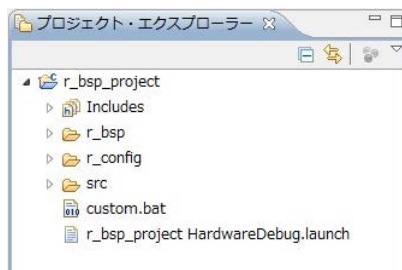 プロジェクト・エクスプローラー
r_bsp_project
Includes
r_bsp
r_config
src
custom.bat
r_bsp_project HardwareDebug.launch